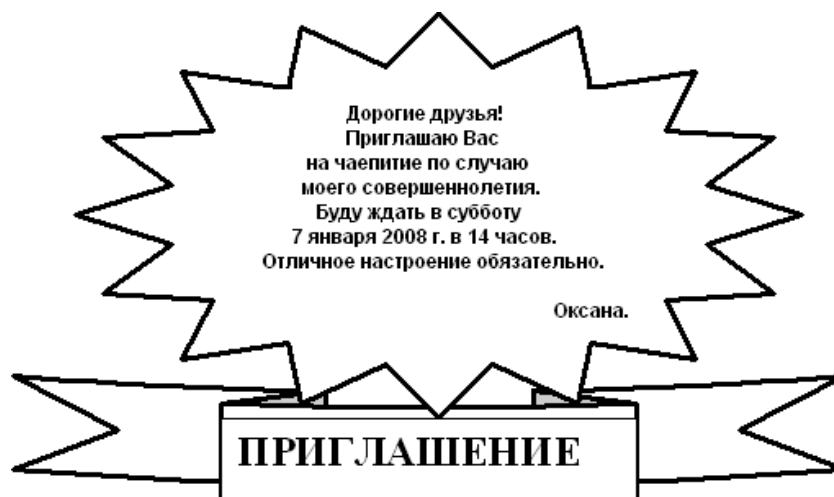 Дорогие друзья!
Приглашаю Вас
на чаепитие по случаю
моего совершеннолетия.
Буду ждать в субботу
7 января 2008 г. в 14 часов.
Отличное настроение обязательно.
Оксана.
ПРИГЛАШЕНИЕ